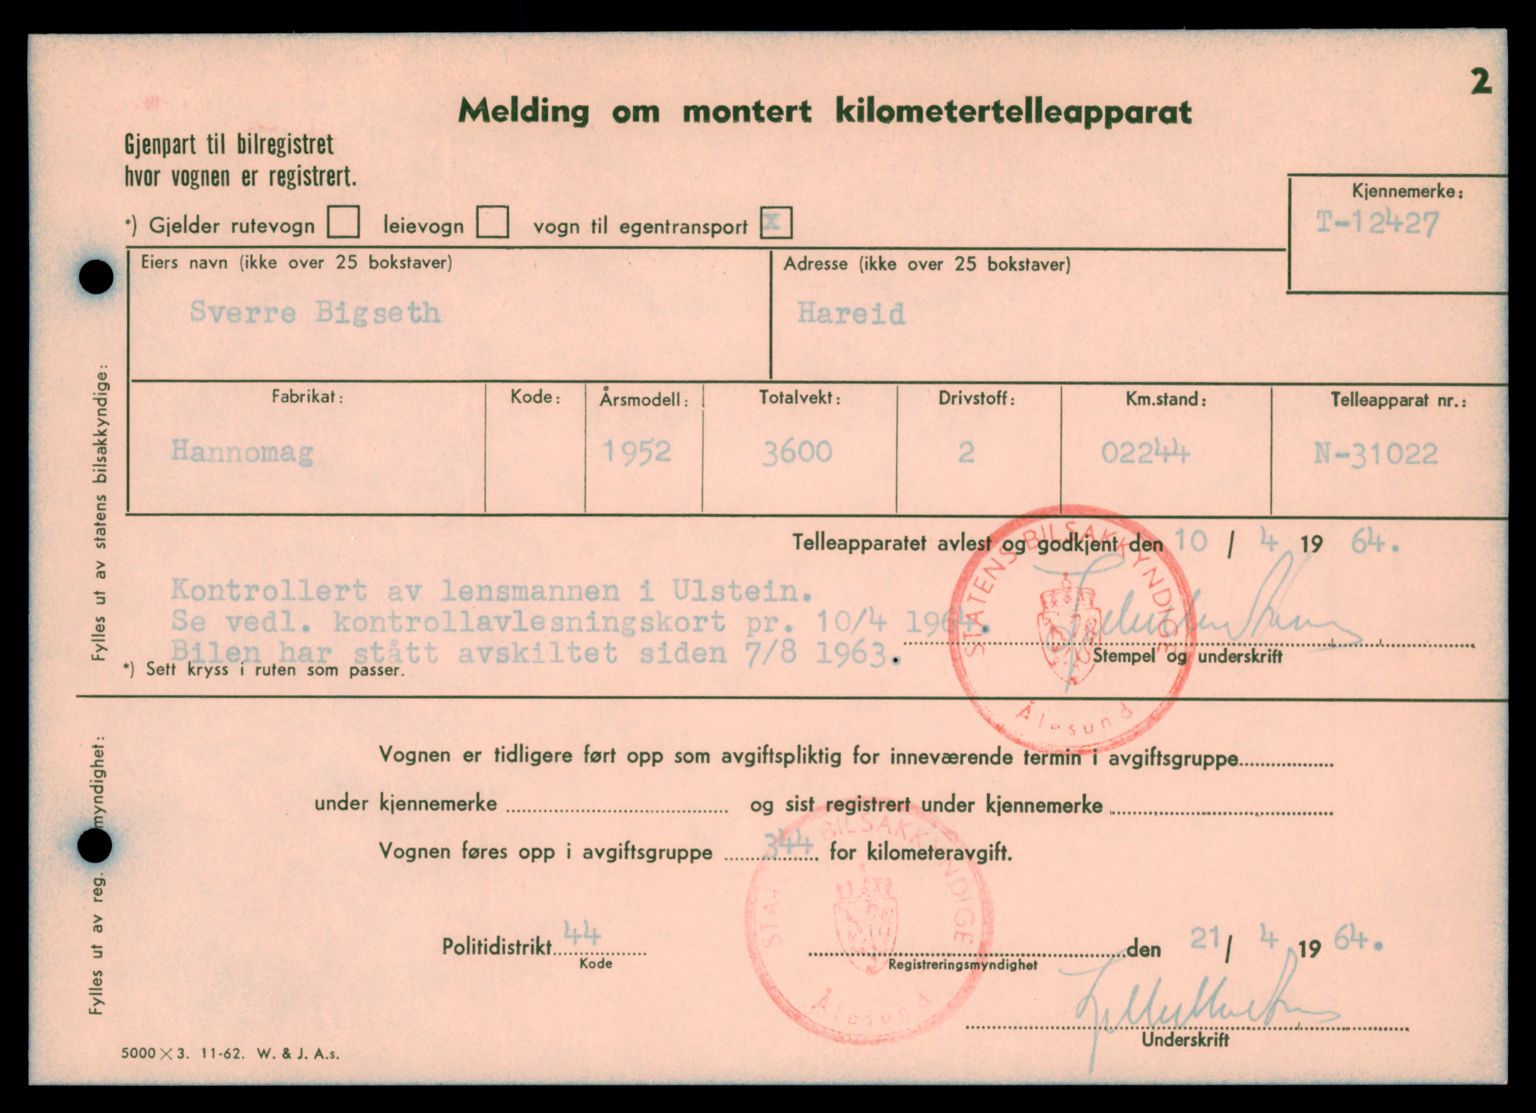 2
Melding om montert kilometertelleapparat
Gjenpart til bilregistret
hvor vognen er registrert.
Kjennemerke:
T-12427
*) Gjelder rutevogn leievogn vogn til egentransport x
Eiers navn (ikke over 25 bokstaver) Adresse (ikke over 25 bokstaver)
Sverre Bigseth Hareid
Fabrikat: Kode: Årsmodell: Totalvekt: Drivstoff: Km.stand: Telleapparat nr.:
Hannomag 1952 3600 2 02244 N-31022
Telleapparatet avlest og godkjent den 10 / 4 19 64.
Kontrollert av lensmannen i Ulstein.
Se vedl. kontrollavlesningskort pr. 10/4 1964.
Bilen har stått avskiltet siden 7/8 1963.
Stempel og underskrift
*) Sett kryss i ruten som passer.
STATENS BILSAKKYNDIGE
Ålesund
Fylles ut av statens bilsakkyndige:
Vognen er tidligere ført opp som avgiftspliktig for inneværende termin i avgiftsgruppe
under kjennemerke og sist registrert under kjennemerke
Vognen føres opp i avgiftsgruppe 344 for kilometeravgift.
STAT BILSAKKYNDIGE
Ålesund
Politidistrikt 44 den 21 / 4 19 64.
Kode Registreringsmyndighet
Underskrift
Fylles ut av reg. myndighet:
5000 X 3. 11-62. W. & J. A.s.